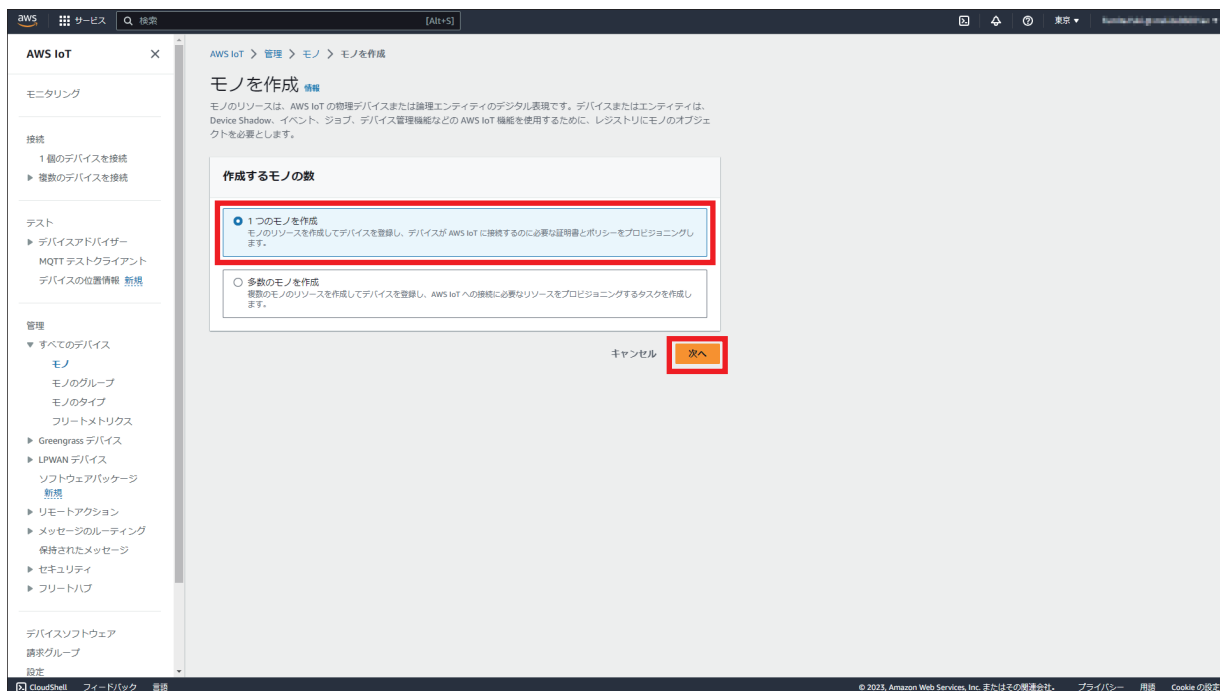 aws サービス 検索 [Alt+S] 東京
AWS IoT
モニタリング
接続
1 個のデバイスを接続
複数のデバイスを接続
テスト
デバイスアドバイザー
MQTT テストクライアント
デバイスの位置情報 新規
管理
すべてのデバイス
モノ
モノのグループ
モノのタイプ
フリートメトリクス
Greengrass デバイス
LPWAN デバイス
ソフトウェアパッケージ
新規
リモートアクション
メッセージのルーティング
保持されたメッセージ
セキュリティ
フリートハブ
デバイスソフトウェア
請求グループ
設定
AWS IoT > 管理 > モノ > モノを作成
モノを作成 情報
モノのリソースは、AWS IoT の物理デバイスまたは論理エンティティのデジタル表現です。デバイスまたはエンティティは、
Device Shadow、イベント、ジョブ、デバイス管理機能などの AWS IoT 機能を使用するために、レジストリにモノのオブジェ
クトを必要とします。
作成するモノの数
1 つのモノを作成
モノのリソースを作成してデバイスを登録し、デバイスが AWS IoT に接続するのに必要な証明書とポリシーをプロビジョニングし
ます。
多数のモノを作成
複数のモノのリソースを作成してデバイスを登録し、AWS IoT への接続に必要なリソースをプロビジョニングするタスクを作成し
ます。
キャンセル 次へ
CloudShell フィードバック 言語 © 2023, Amazon Web Services, Inc. またはその関連会社。 プライバシー 用語 Cookie の設定